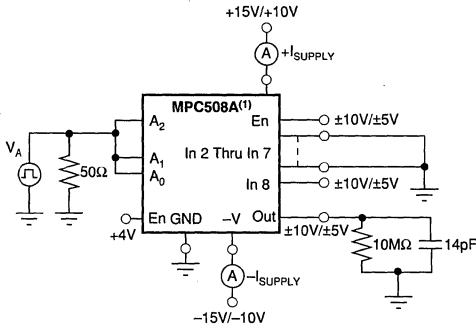 +15V/+10V
A
+I_SUPPLY
MPC508A(1)
A2
En
±10V/±5V
VA
50Ω
A1
A0
In 2 Thru In 7
In 8
±10V/±5V
+4V
En
GND
–V
Out
±10V/±5V
10MΩ
14pF
A
–I_SUPPLY
–15V/–10V